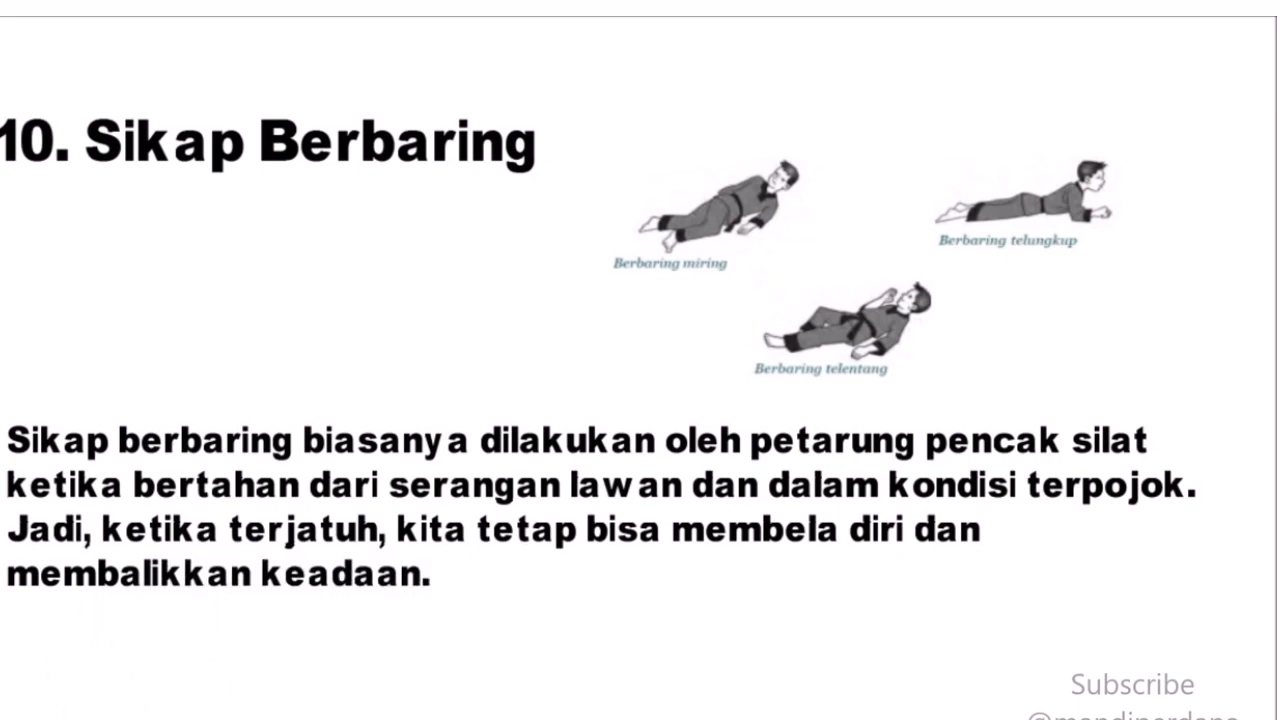 10. Sikap Berbaring
Berbaring miring
Berbaring telungkup
Berbaring telentang
Sikap berbaring biasanya dilakukan oleh petarung pencak silat
ketika bertahan dari serangan lawan dan dalam kondisi terpojok.
Jadi, ketika terjatuh, kita tetap bisa membela diri dan
membalikkan keadaan.
Subscribe